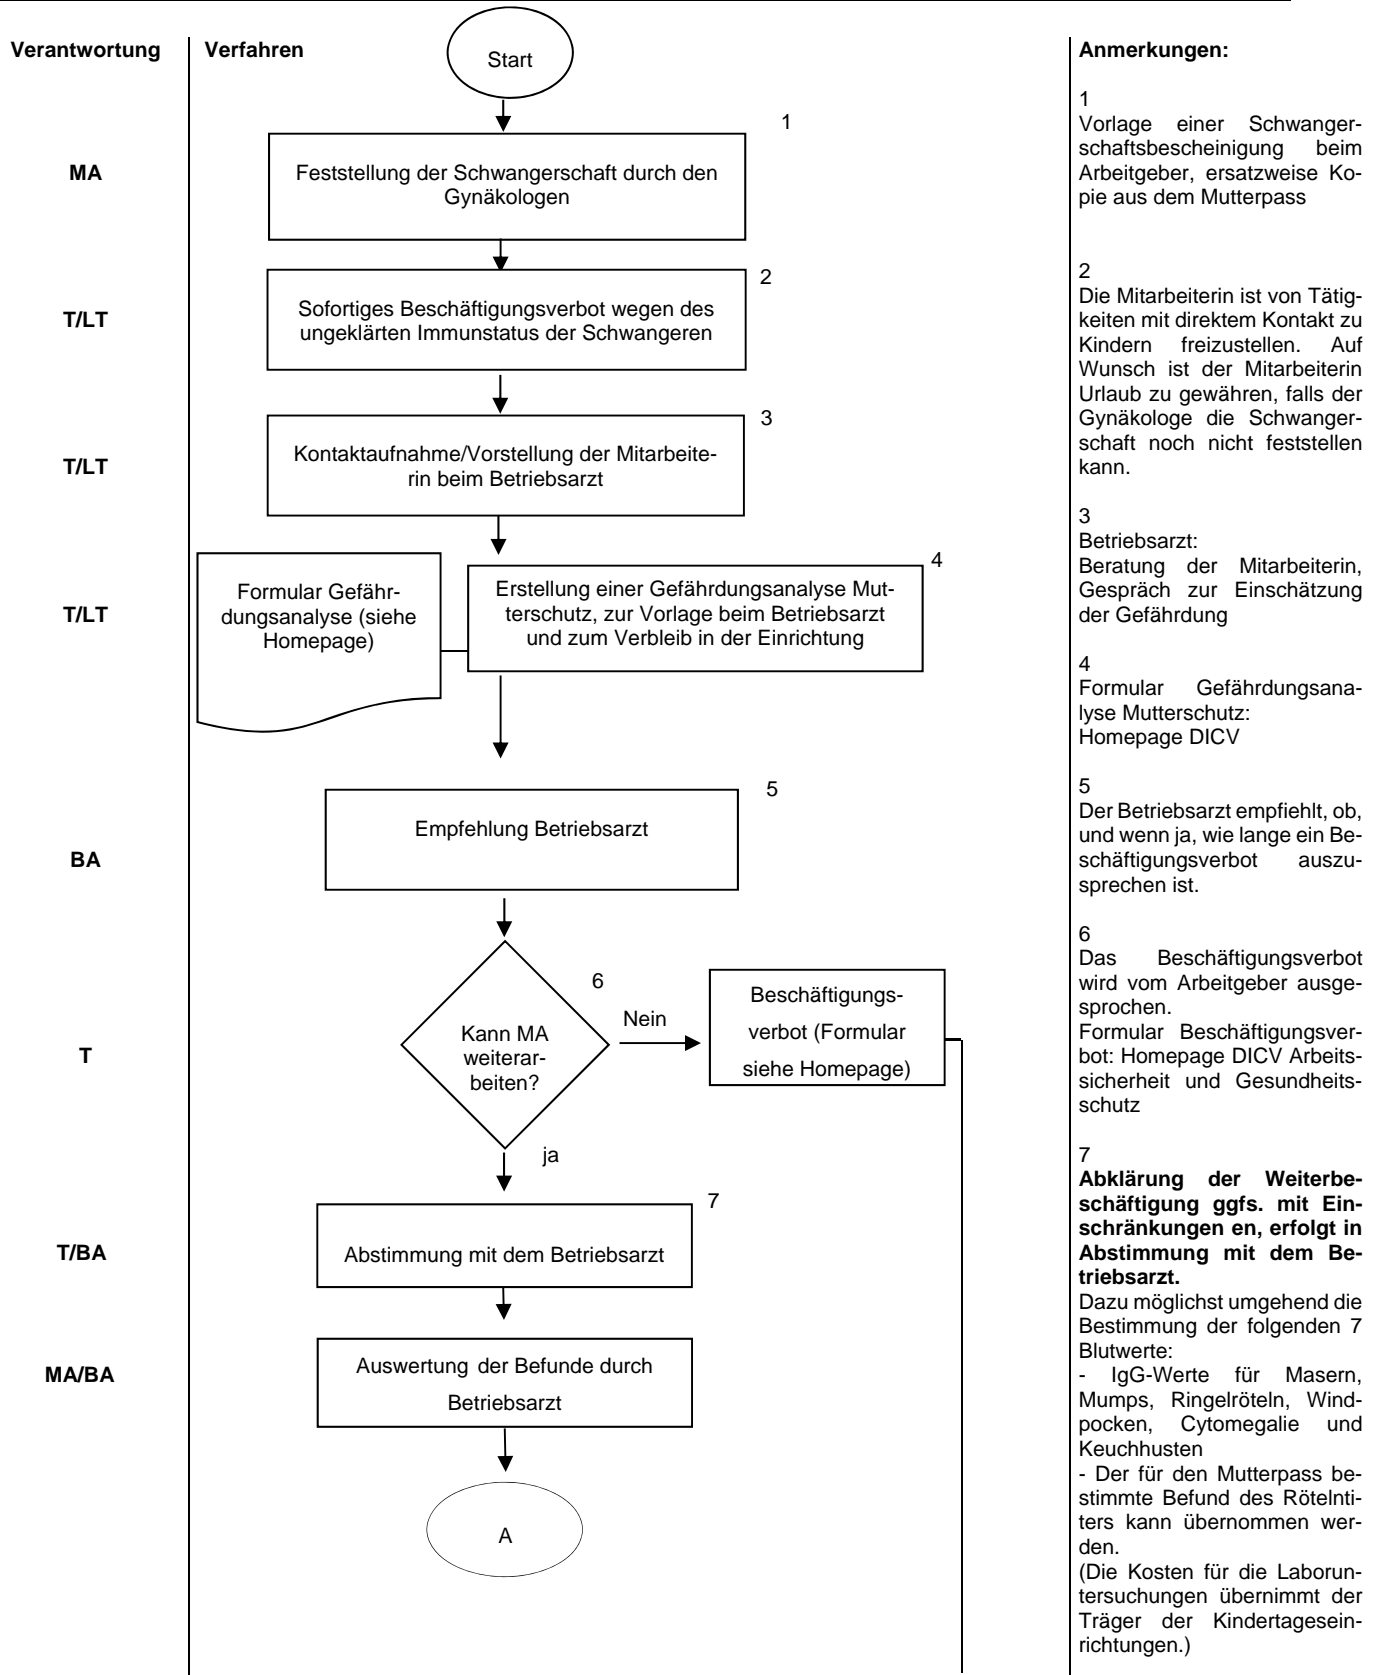 Verantwortung
Verfahren
Anmerkungen:
Start
1
MA
Feststellung der Schwangerschaft durch den
Gynäkologen
2
T/LT
Sofortiges Beschäftigungsverbot wegen des
ungeklärten Immunstatus der Schwangeren
3
T/LT
Kontaktaufnahme/Vorstellung der Mitarbeite-
rin beim Betriebsarzt
4
T/LT
Formular Gefähr-
dungsanalyse (siehe
Homepage)
Erstellung einer Gefährdungsanalyse Mut-
terschutz, zur Vorlage beim Betriebsarzt
und zum Verbleib in der Einrichtung
5
BA
Empfehlung Betriebsarzt
6
T
Kann MA
weiterar-
beiten?
Nein
Beschäftigungs-
verbot (Formular
siehe Homepage)
ja
7
T/BA
Abstimmung mit dem Betriebsarzt
MA/BA
Auswertung der Befunde durch
Betriebsarzt
A
1
Vorlage einer Schwanger-
schaftsbescheinigung beim
Arbeitgeber, ersatzweise Ko-
pie aus dem Mutterpass
2
Die Mitarbeiterin ist von Tätig-
keiten mit direktem Kontakt zu
Kindern freizustellen. Auf
Wunsch ist der Mitarbeiterin
Urlaub zu gewähren, falls der
Gynäkologe die Schwanger-
schaft noch nicht feststellen
kann.
3
Betriebsarzt:
Beratung der Mitarbeiterin,
Gespräch zur Einschätzung
der Gefährdung
4
Formular Gefährdungsana-
lyse Mutterschutz:
Homepage DICV
5
Der Betriebsarzt empfiehlt, ob,
und wenn ja, wie lange ein Be-
schäftigungsverbot auszu-
sprechen ist.
6
Das Beschäftigungsverbot
wird vom Arbeitgeber ausge-
sprochen.
Formular Beschäftigungsver-
bot: Homepage DICV Arbeits-
sicherheit und Gesundheits-
schutz
7
Abklärung der Weiterbe-
schäftigung ggfs. mit Ein-
schränkungen en, erfolgt in
Abstimmung mit dem Be-
triebsarzt.
Dazu möglichst umgehend die
Bestimmung der folgenden 7
Blutwerte:
- IgG-Werte für Masern,
Mumps, Ringelröteln, Wind-
pocken, Cytomegalie und
Keuchhusten
- Der für den Mutterpass be-
stimmte Befund des Rötelnti-
ters kann übernommen wer-
den.
(Die Kosten für die Laborun-
tersuchungen übernimmt der
Träger der Kindertagesein-
richtungen.)